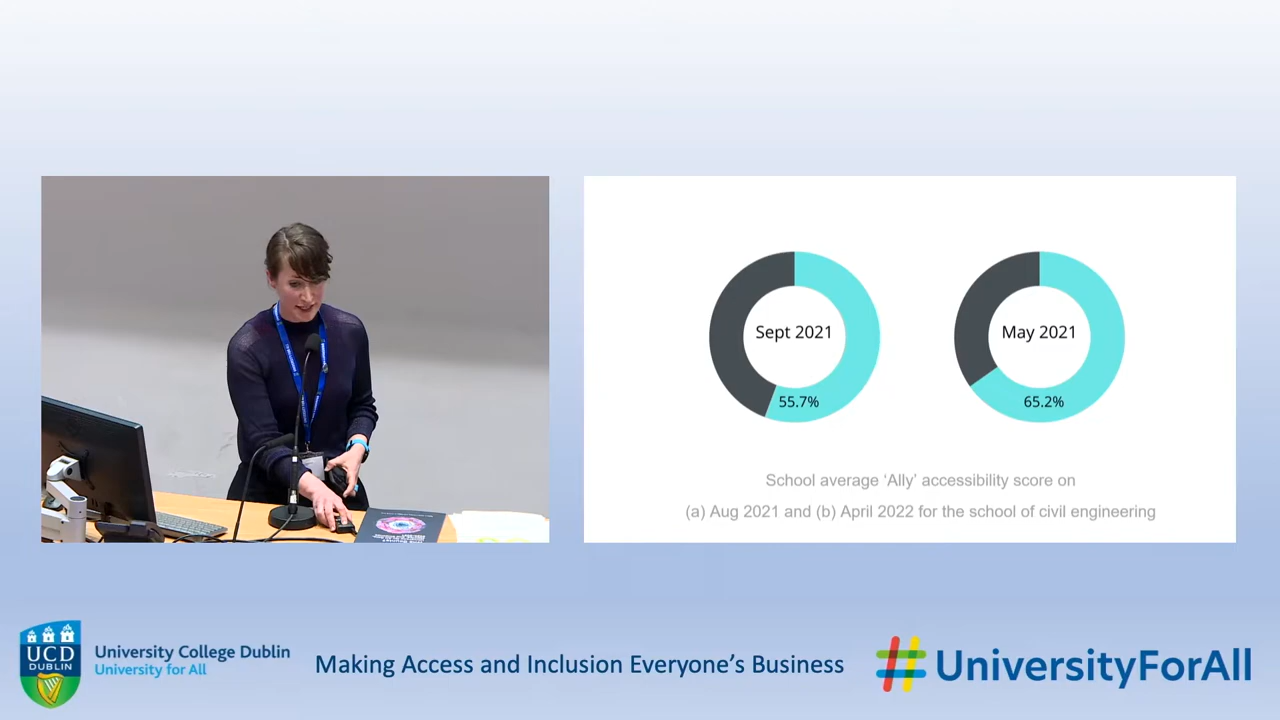 Sept 2021
55.7%
May 2021
65.2%
School average ‘Ally’ accessibility score on
(a) Aug 2021 and (b) April 2022 for the school of civil engineering
UCD
DUBLIN
University College Dublin
University for All
Making Access and Inclusion Everyone’s Business
#UniversityForAll